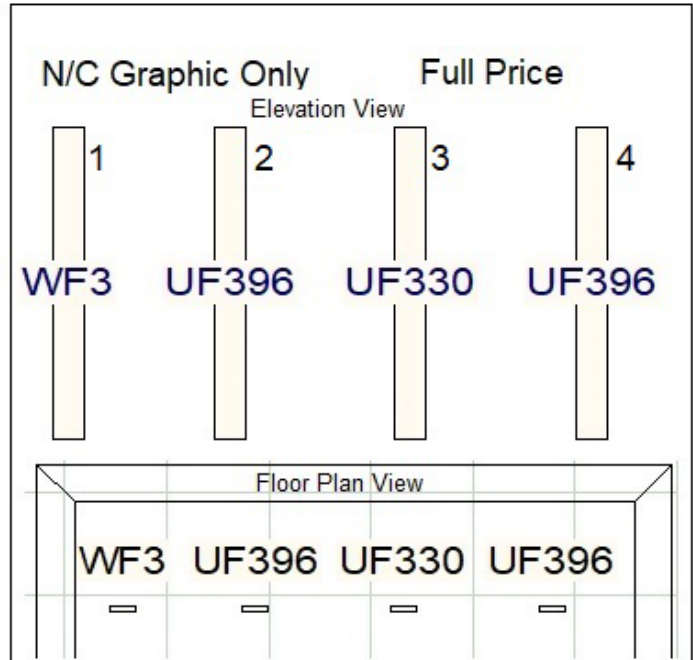 N/C Graphic Only Full Price
Elevation View
1 2 3 4
WF3 UF396 UF330 UF396
Floor Plan View
WF3 UF396 UF330 UF396